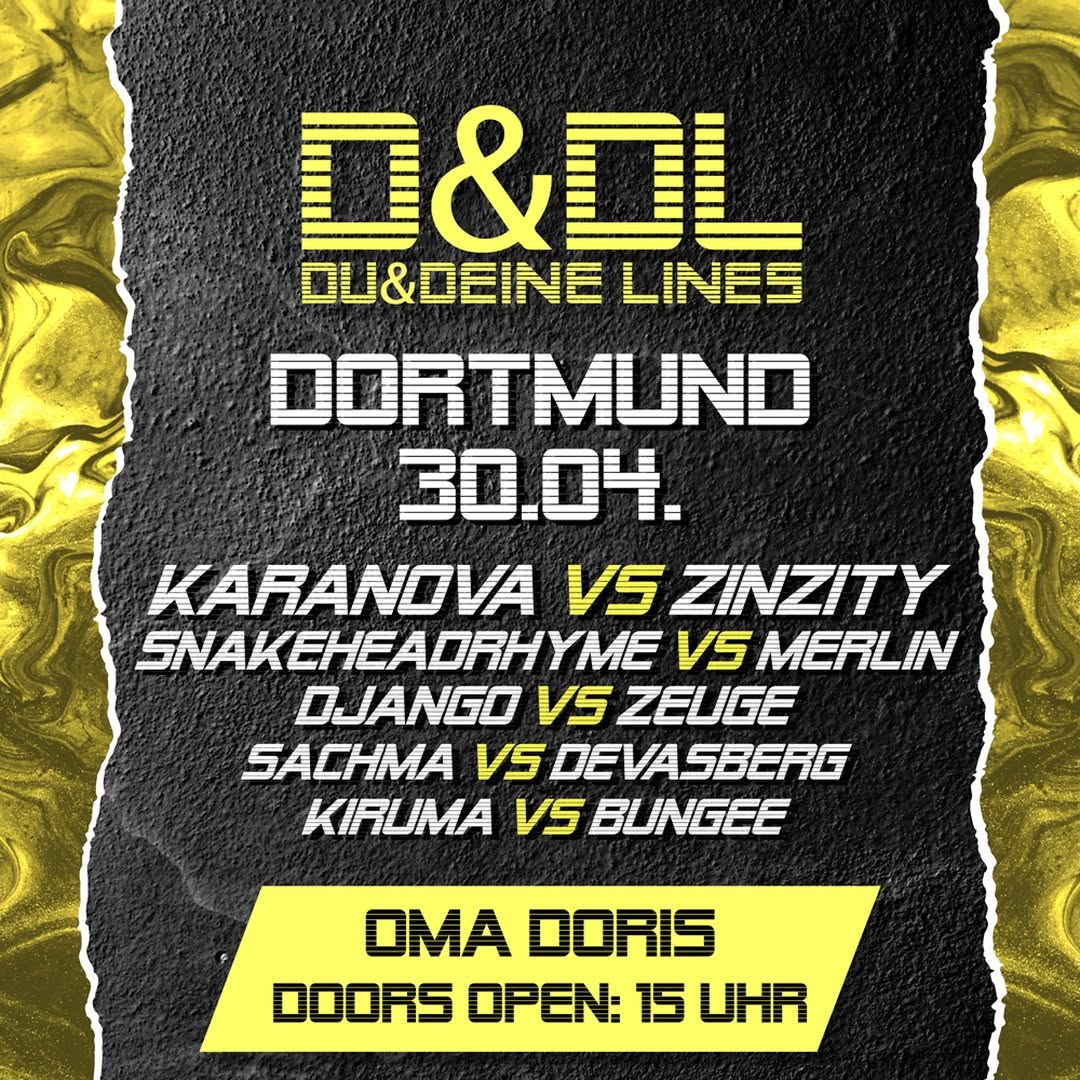 D&DL
DU&DEINE LINES
DORTMUND
30.04.
KARANOVA VS ZINZITY
SNAKEHEADRHYME VS MERLIN
DJANGO VS ZEUGE
SACHMA VS DEVASBERG
KIRUMA VS BUNGEE
OMA DORIS
DOORS OPEN: 15 UHR